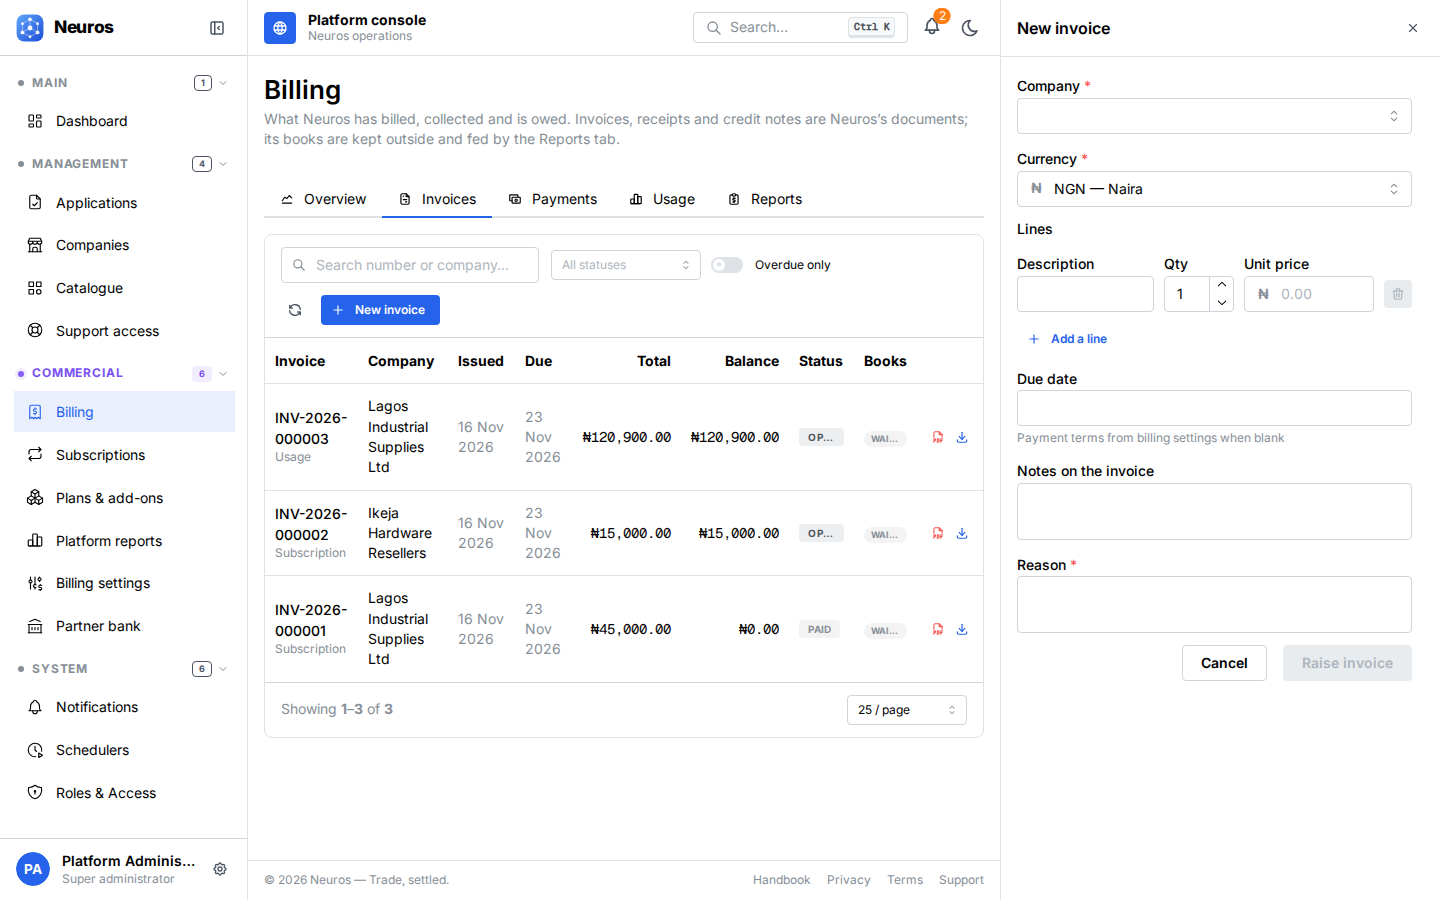 Neuros
MAIN
1
Dashboard
MANAGEMENT
4
Applications
Companies
Catalogue
Support access
COMMERCIAL
6
Billing
Subscriptions
Plans & add-ons
Platform reports
Billing settings
Partner bank
SYSTEM
6
Notifications
Schedulers
Roles & Access
PA
Platform Adminis...
Super administrator
Platform console
Neuros operations
Search...
Ctrl K
2
Billing
What Neuros has billed, collected and is owed. Invoices, receipts and credit notes are Neuros's documents;
its books are kept outside and fed by the Reports tab.
Overview
Invoices
Payments
Usage
Reports
Search number or company...
All statuses
Overdue only
New invoice
Invoice Company Issued Due Total Balance Status Books
INV-2026-
000003
Usage
Lagos
Industrial
Supplies
Ltd
16 Nov
2026
23
Nov
2026
₦120,900.00
₦120,900.00
OP...
WAI...
INV-2026-
000002
Subscription
Ikeja
Hardware
Resellers
16 Nov
2026
23
Nov
2026
₦15,000.00
₦15,000.00
OP...
WAI...
INV-2026-
000001
Subscription
Lagos
Industrial
Supplies
Ltd
16 Nov
2026
23
Nov
2026
₦45,000.00
₦0.00
PAID
WAI...
Showing 1–3 of 3
25 / page
© 2026 Neuros — Trade, settled.
Handbook
Privacy
Terms
Support
New invoice
Company *
Currency *
₦ NGN — Naira
Lines
Description
Qty
Unit price
1
₦ 0.00
Add a line
Due date
Payment terms from billing settings when blank
Notes on the invoice
Reason *
Cancel
Raise invoice